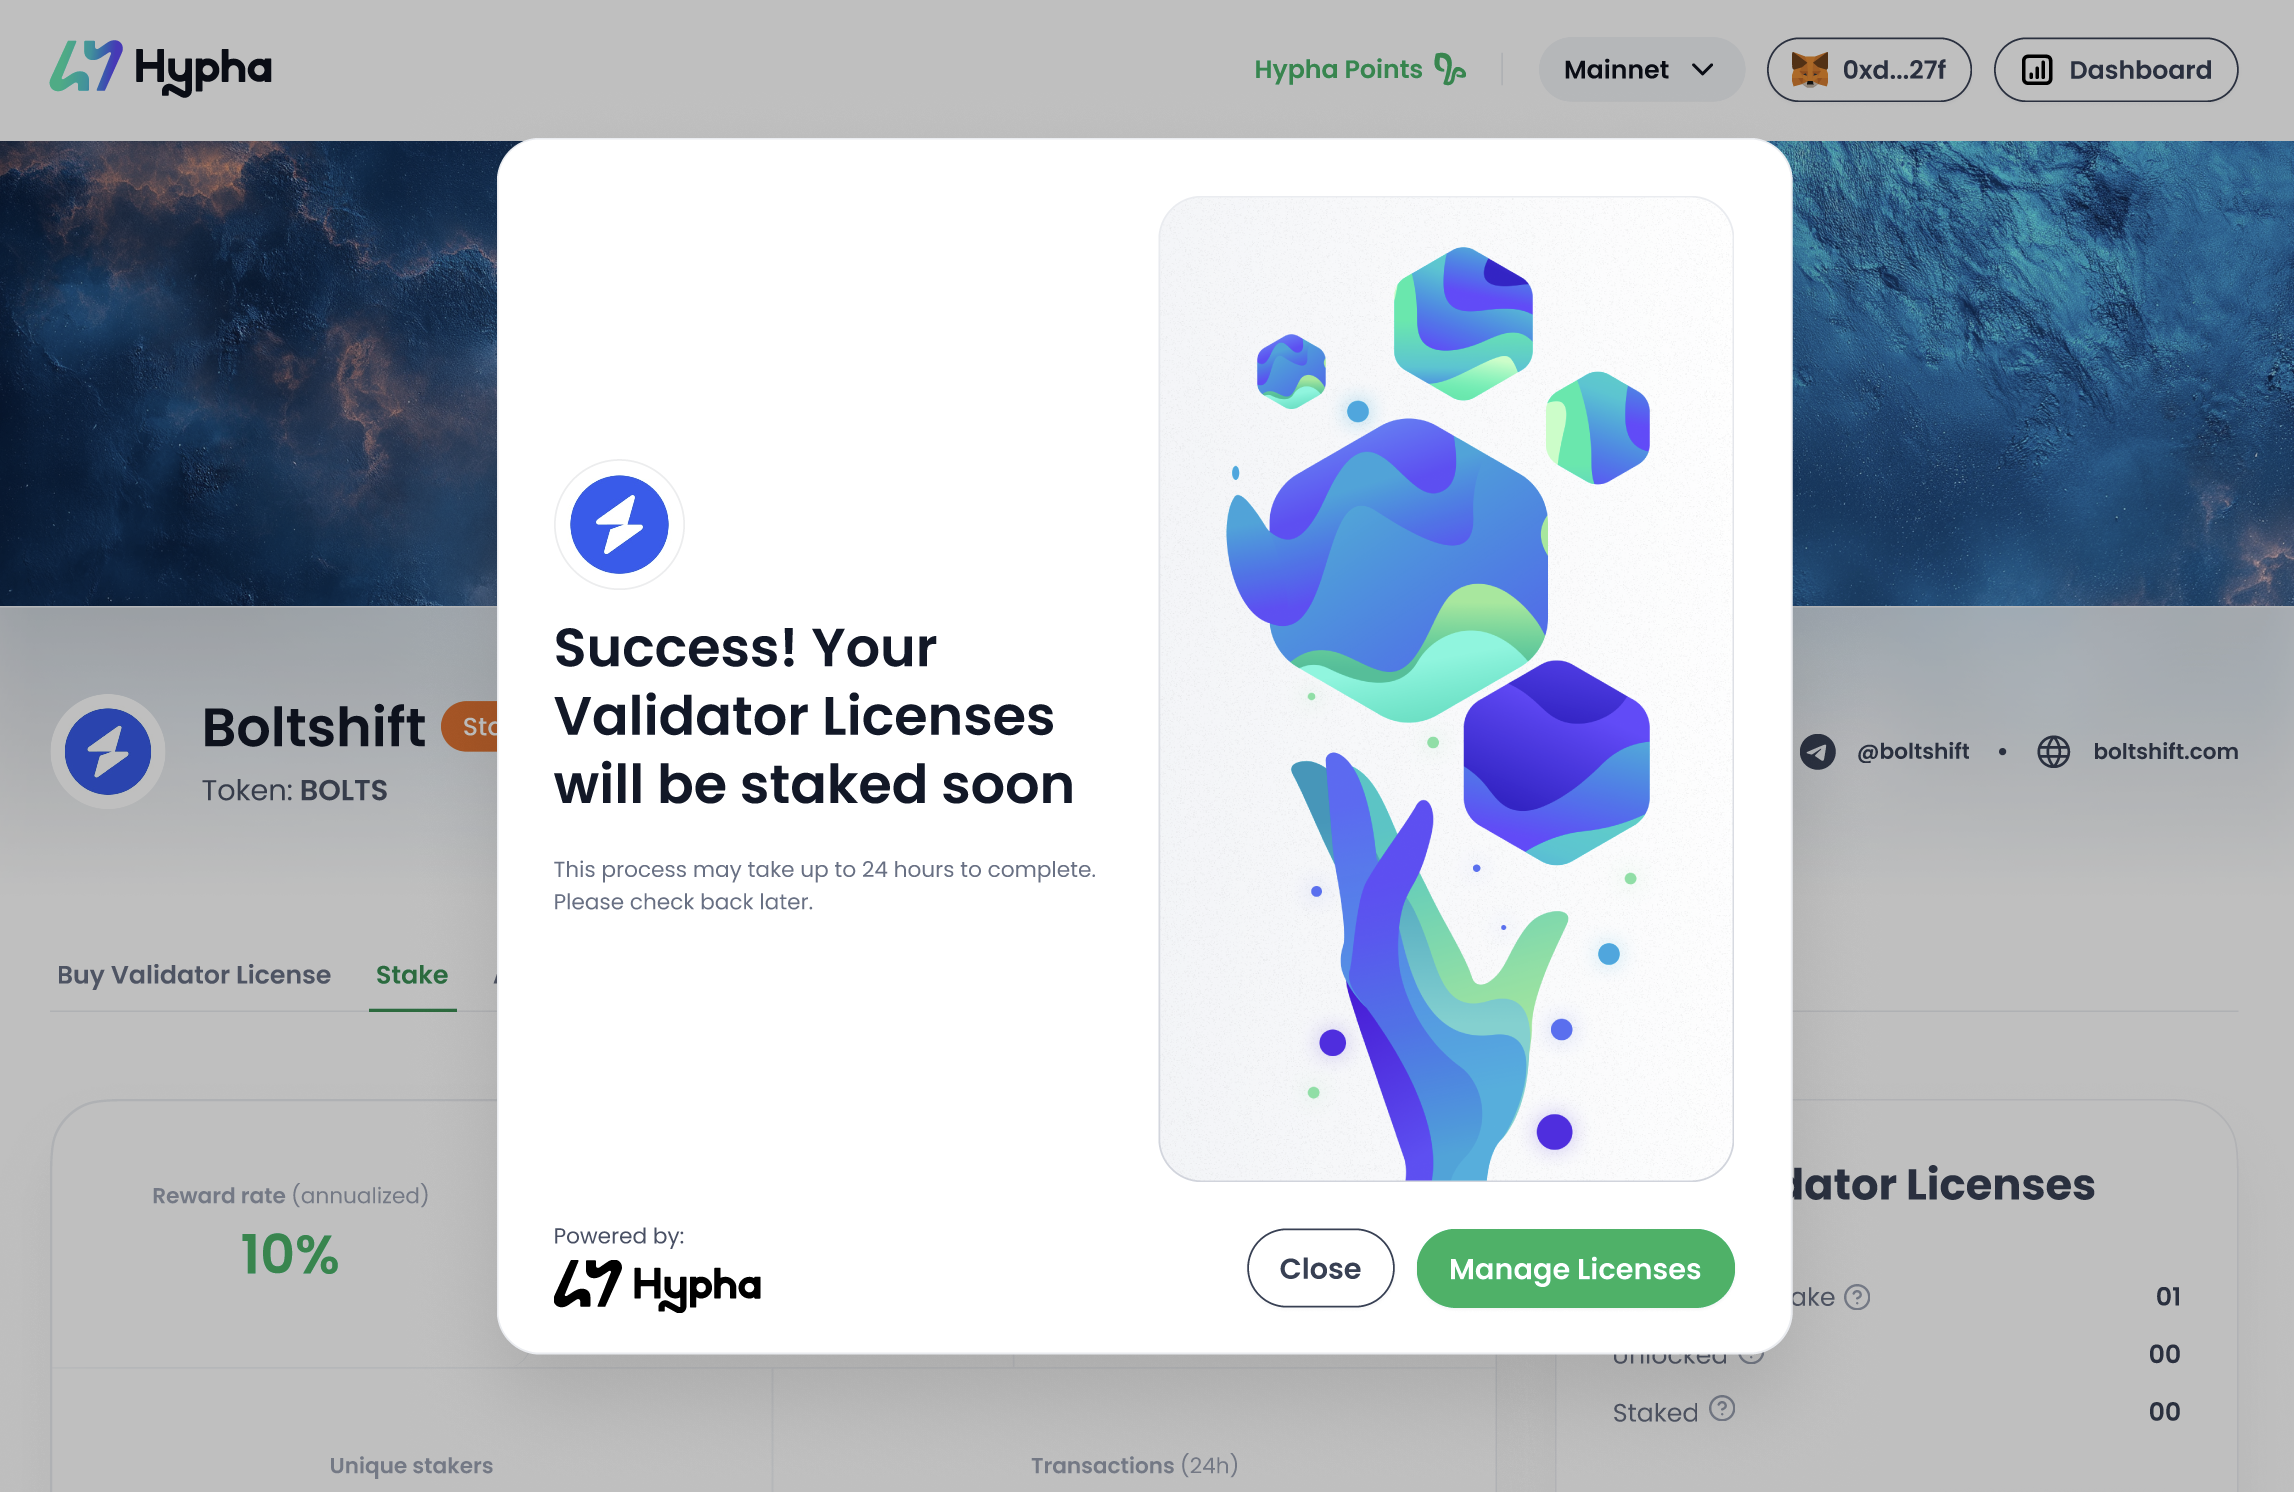 Hypha
Hypha Points
Mainnet
0xd...27f
Dashboard
Success! Your
Validator Licenses
will be staked soon
This process may take up to 24 hours to complete.
Please check back later.
Powered by:
Hypha
Close
Manage Licenses
Boltshift
Token: BOLTS
@boltshift
•
boltshift.com
Buy Validator License
Stake
Reward rate (annualized)
10%
Unique stakers
Transactions (24h)
Licenses
01
Unlocked
00
Staked
00